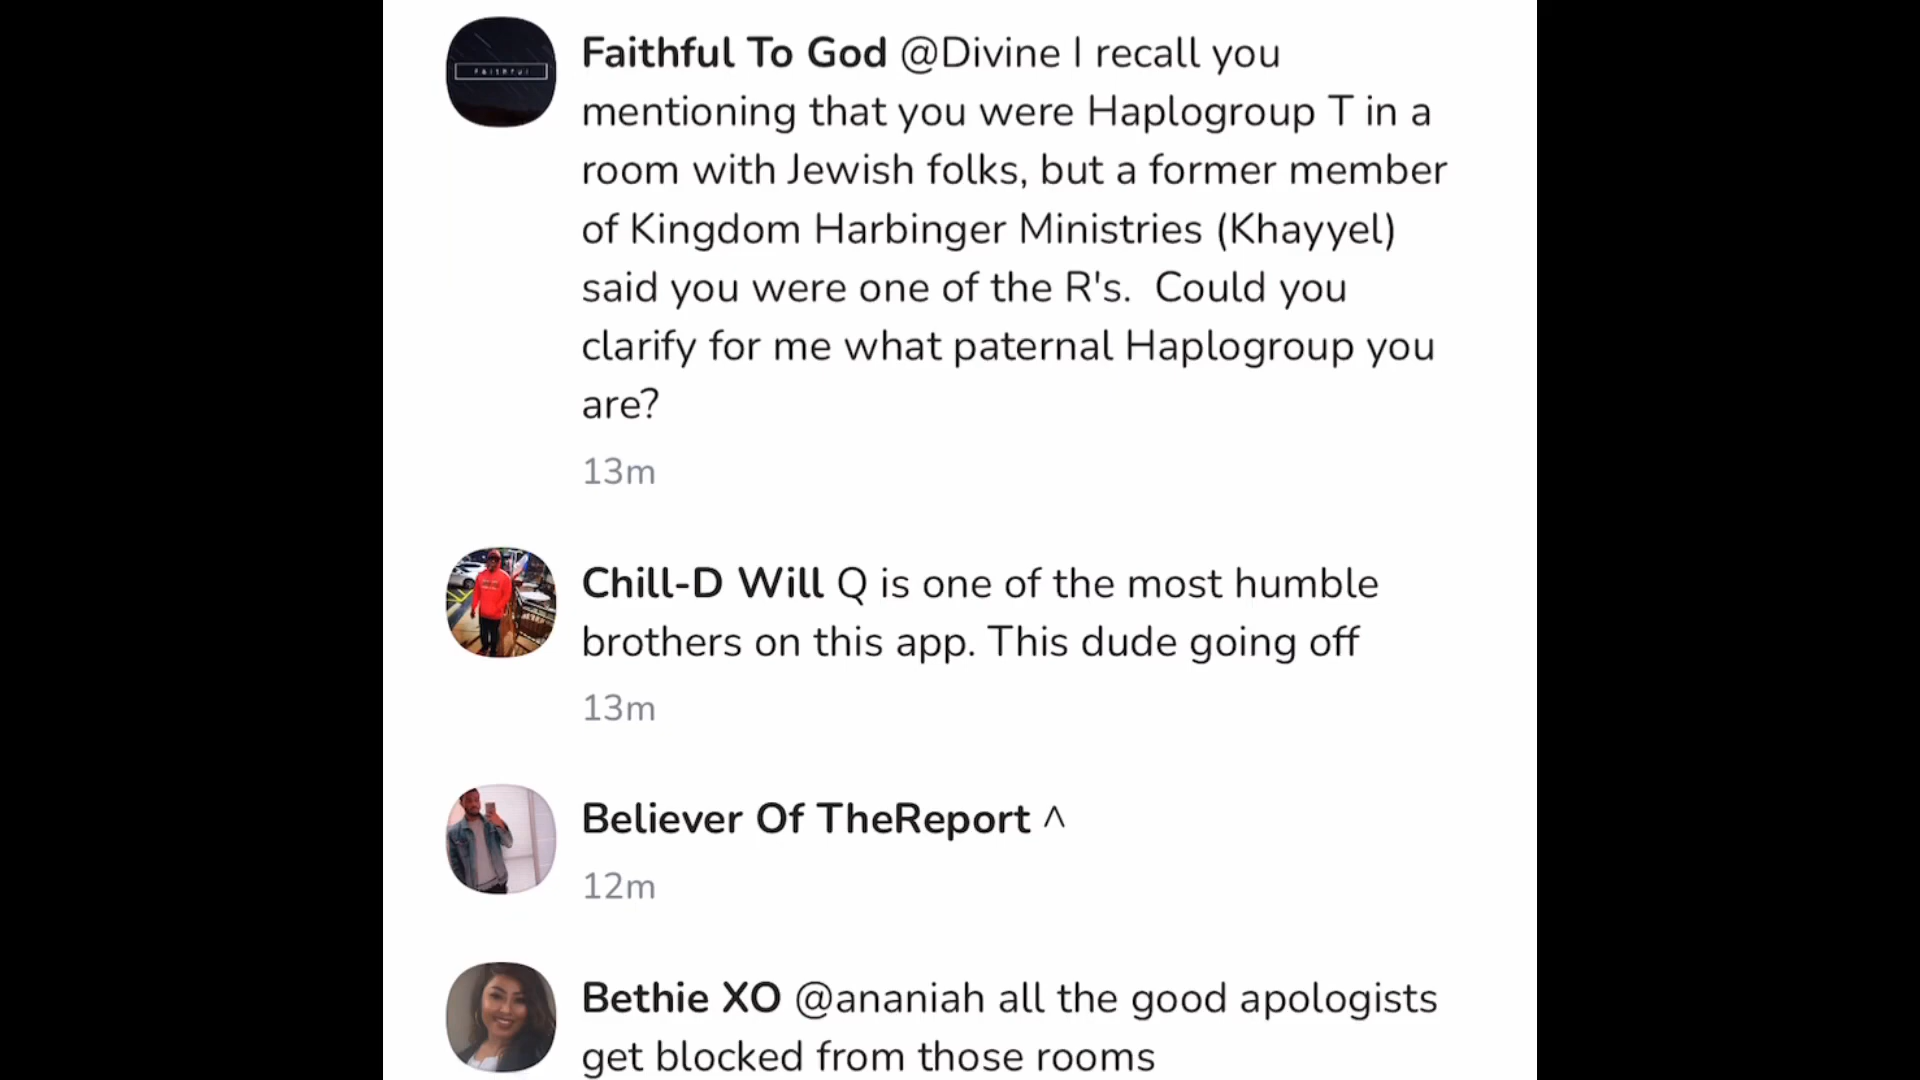 Faithful
Faithful To God @Divine I recall you
mentioning that you were Haplogroup T in a
room with Jewish folks, but a former member
of Kingdom Harbinger Ministries (Khayyel)
said you were one of the R's.  Could you
clarify for me what paternal Haplogroup you
are?
13m
Chill-D Will Q is one of the most humble
brothers on this app. This dude going off
13m
Believer Of TheReport ^
12m
Bethie XO @ananiah all the good apologists
get blocked from those rooms